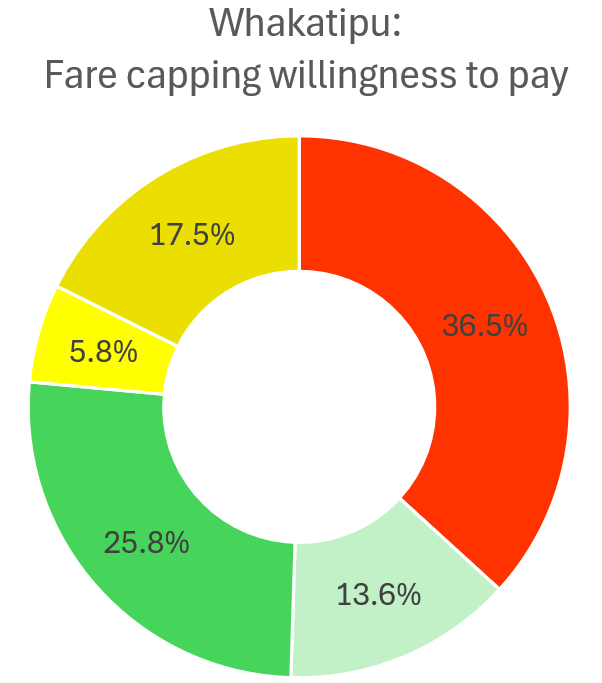 Whakatipu:
Fare capping willingness to pay
17.5%
36.5%
5.8%
25.8%
13.6%